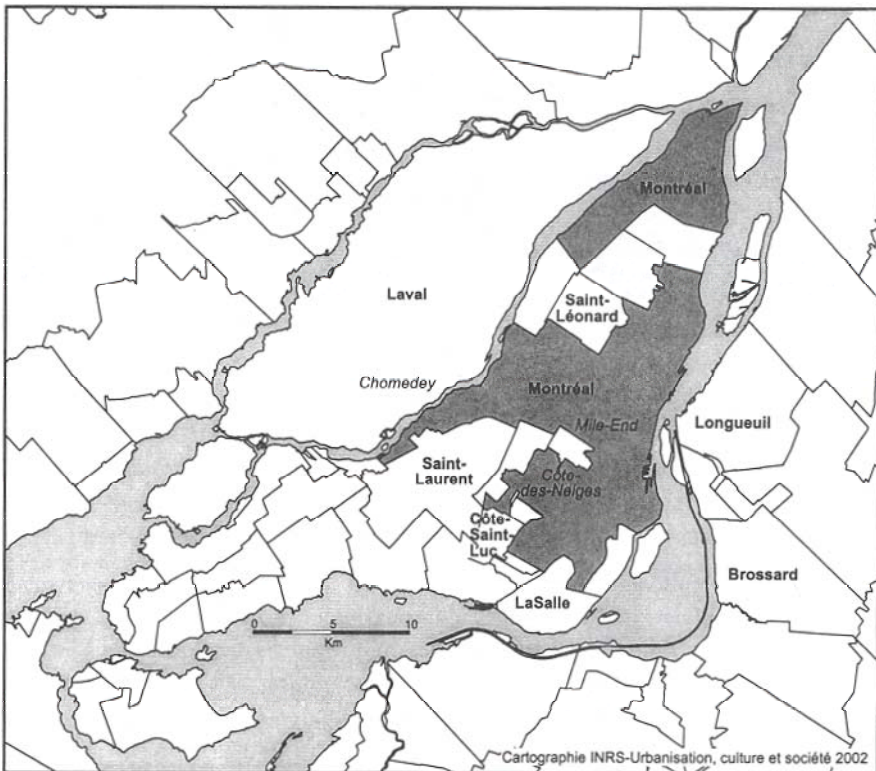 Montréal
Laval
Saint-
Léonard
Chomedey
Montréal
Mile-End
Longueuil
Saint-
Laurent
Côte-
des-Neiges
Côte-
Saint-
Luc
Brossard
LaSalle
0 5 10
Km
Cartographie INRS-Urbanisation, culture et société 2002